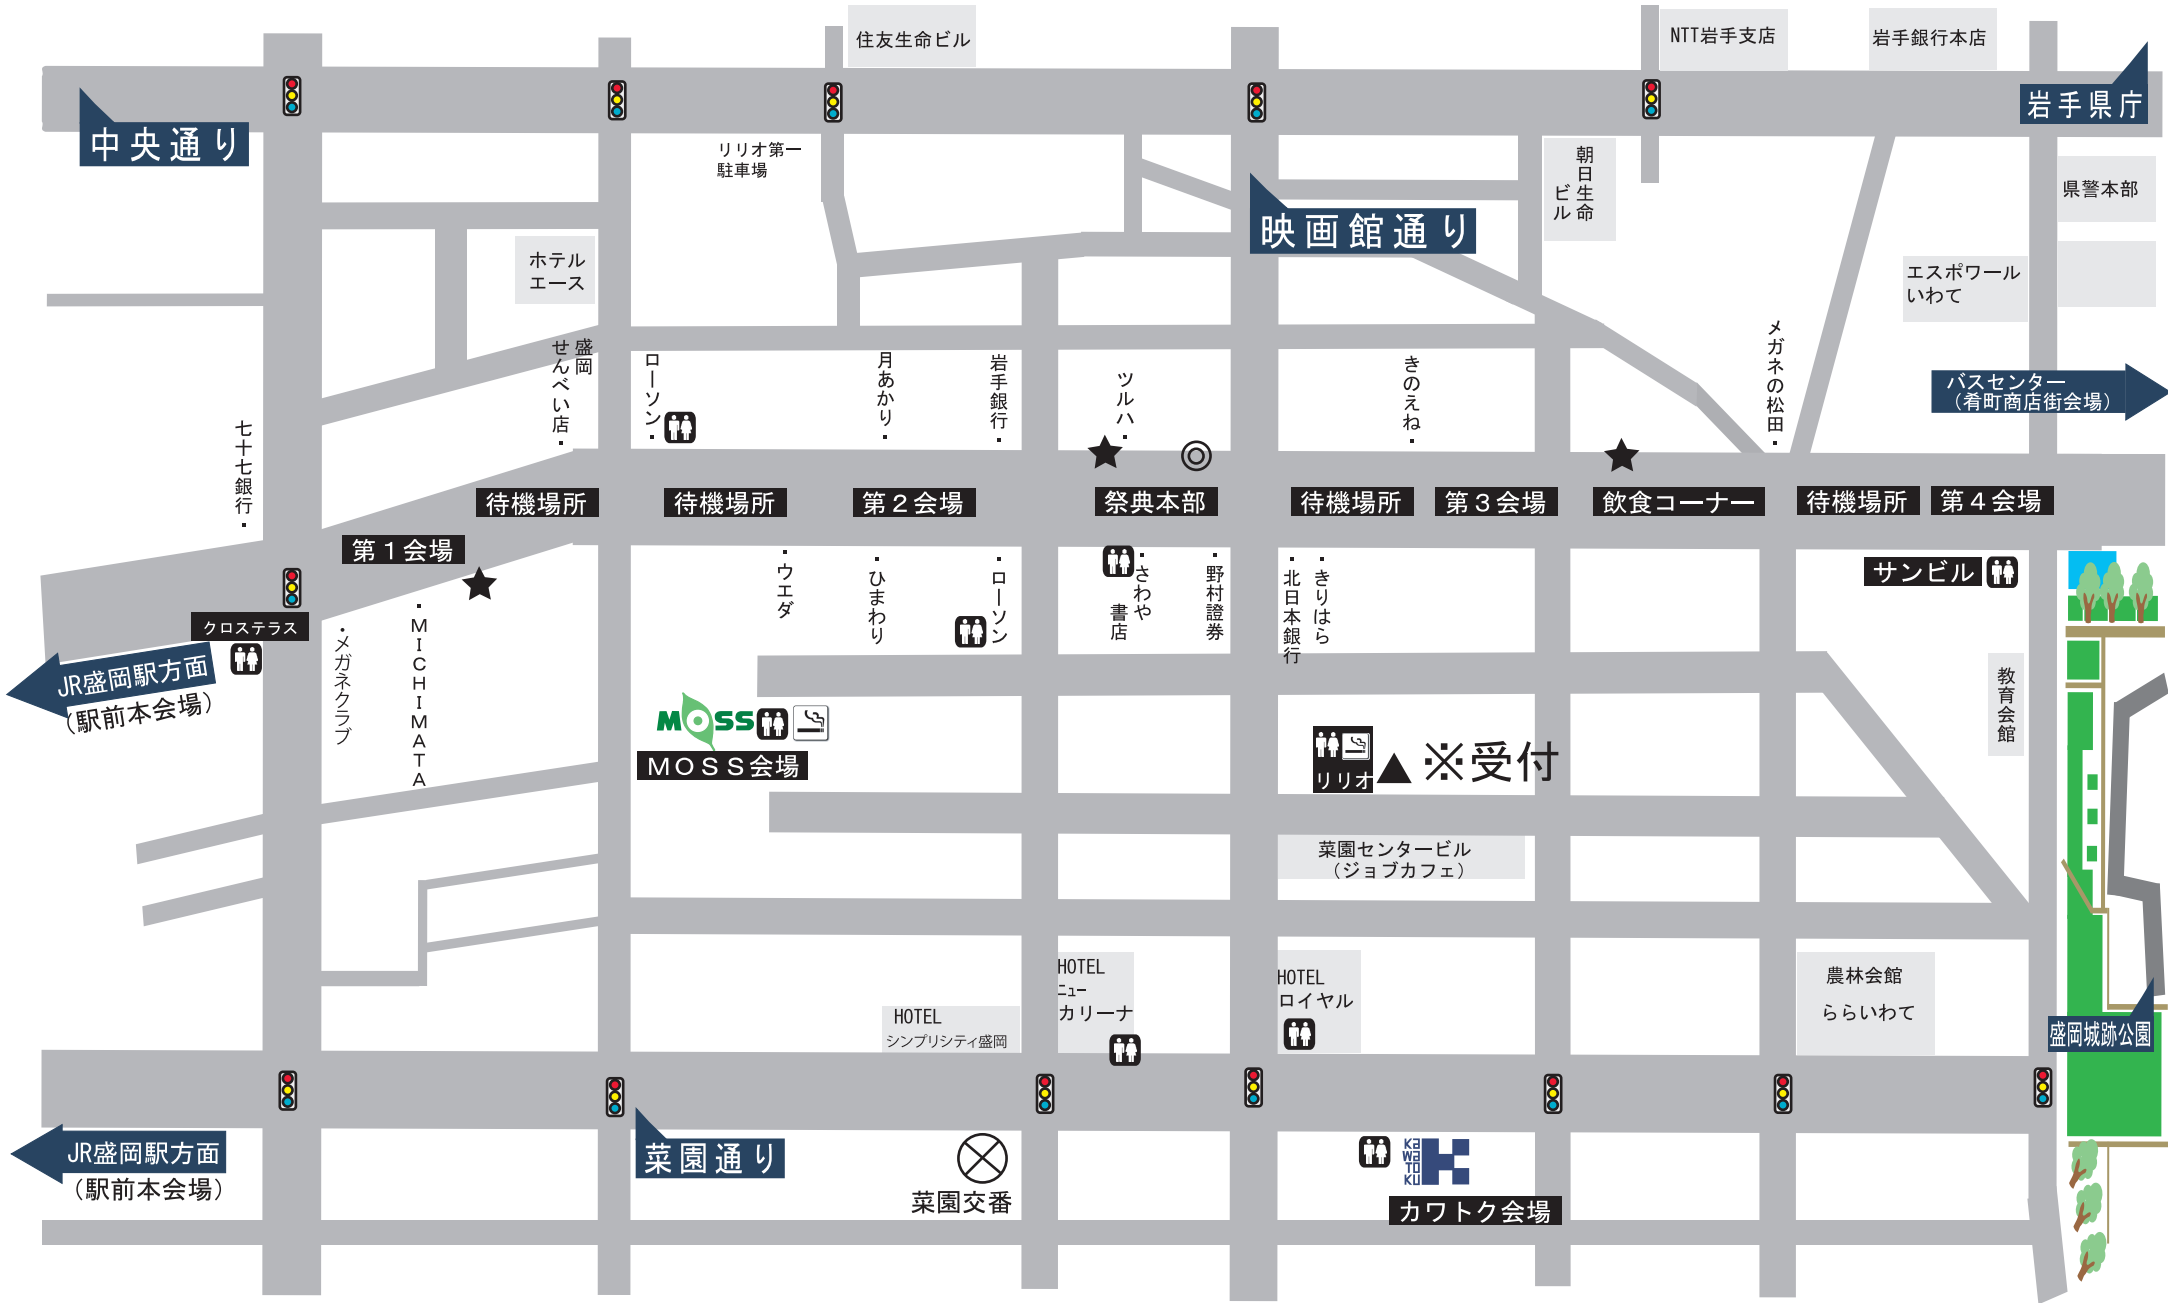 住友生命ビル
NTT岩手支店
岩手銀行本店
岩手県庁
中央通り
リリオ第一
駐車場
朝日生命
ビル
県警本部
映画館通り
ホテル
エース
エスポワール
いわて
盛岡
せんべい店
ローソン
月あかり
岩手銀行
ツルハ
きのえね
メガネの松田
バスセンター
（肴町商店街会場）
七十七銀行
待機場所
待機場所
第２会場
祭典本部
待機場所
第３会場
飲食コーナー
待機場所
第４会場
第１会場
ウエダ
ひまわり
ローソン
さわや
書店
野村證券
北日本銀行
きりはら
サンビル
クロステラス
メガネクラブ
MICHIMATA
JR盛岡駅方面
（駅前本会場）
教育会館
MOSS
ＭＯＳＳ会場
リリオ
※受付
菜園センタービル
（ジョブカフェ）
HOTEL
ニュー
カリーナ
HOTEL
ロイヤル
農林会館
ららいわて
HOTEL
シンプリシティ盛岡
盛岡城跡公園
JR盛岡駅方面
（駅前本会場）
菜園通り
菜園交番
KA
WA
TO
KU
カワトク会場